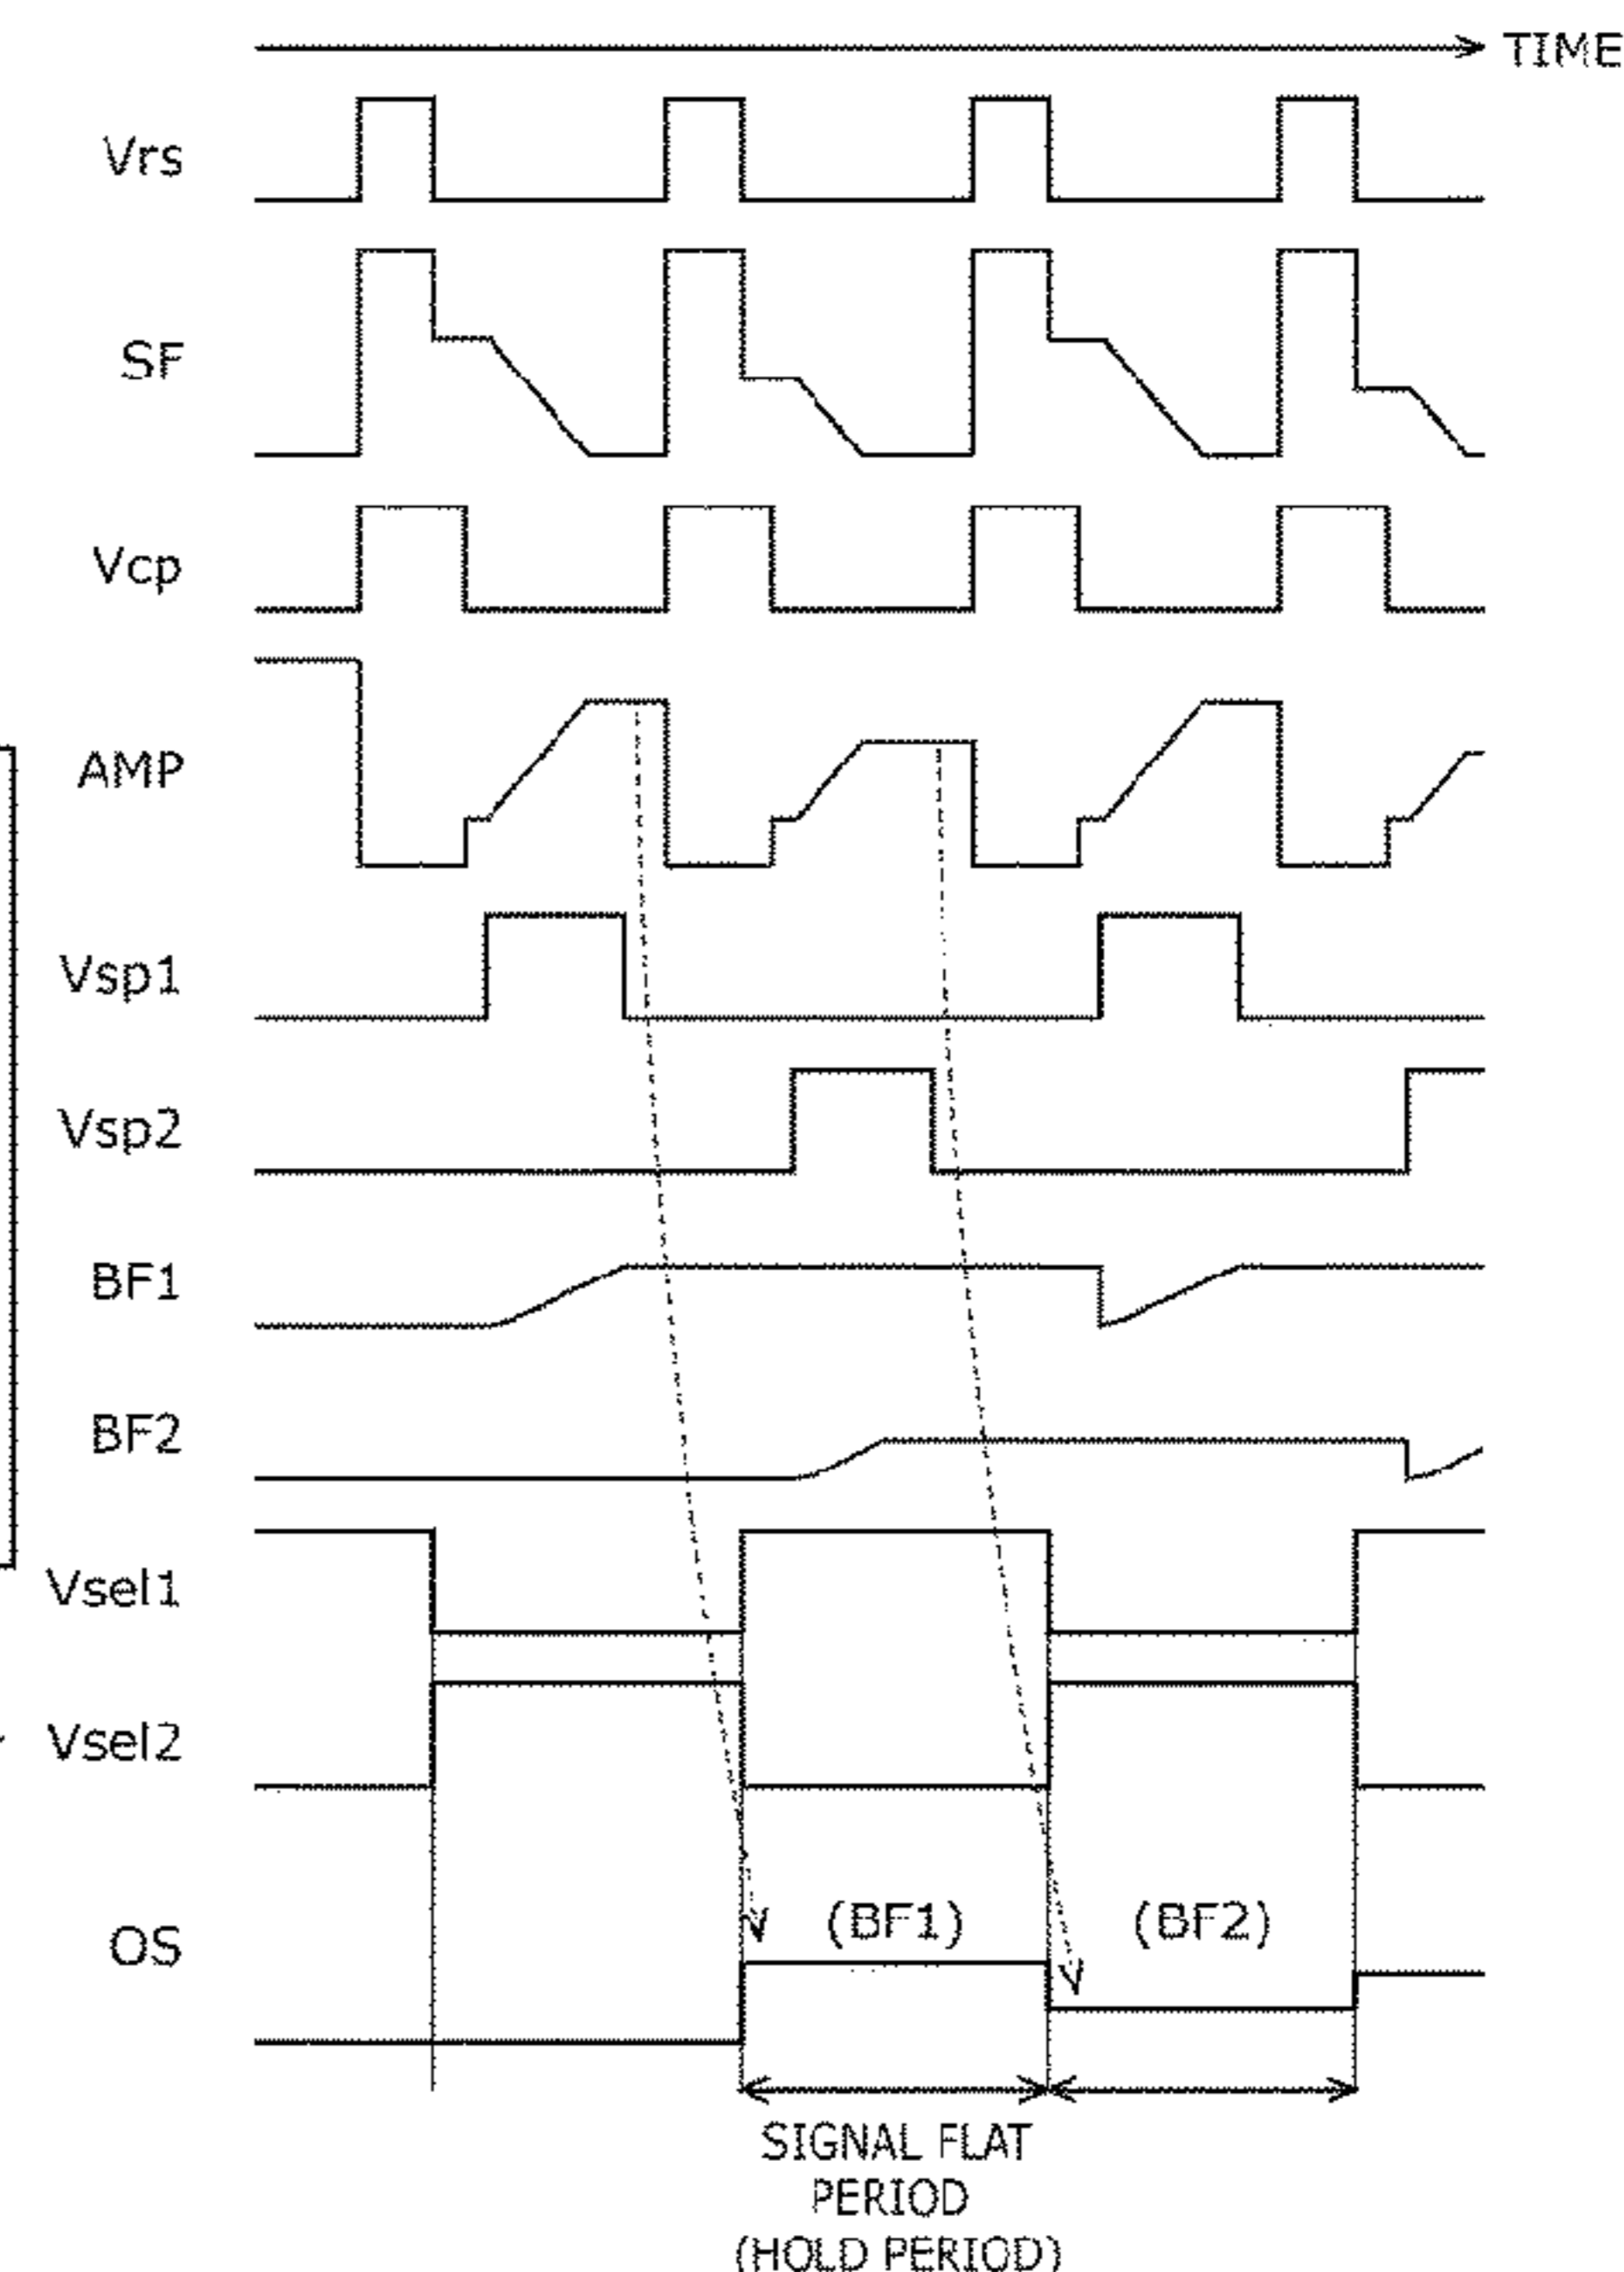 TIME
Vrs
SF
Vcp
AMP
Vsp1
Vsp2
BF1
BF2
Vsel1
Vsel2
(BF1) (BF2)
OS
SIGNAL FLAT
PERIOD
(HOLD PERIOD)